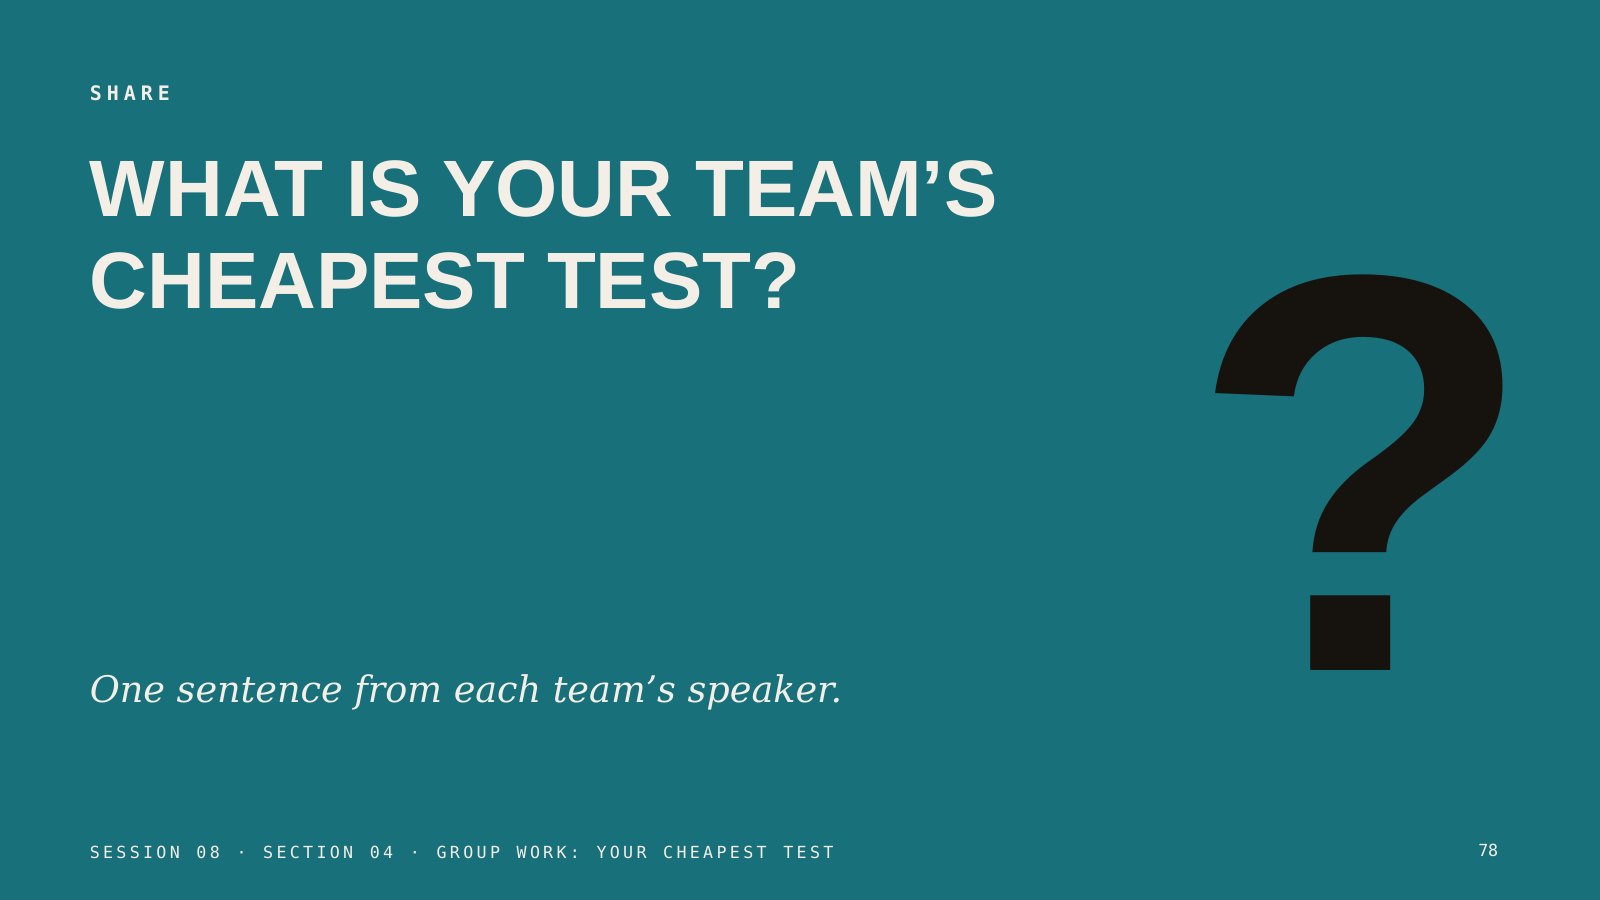 SHARE
WHAT IS YOUR TEAM’S
CHEAPEST TEST?
?
One sentence from each team’s speaker.
SESSION 08 · SECTION 04 · GROUP WORK: YOUR CHEAPEST TEST
78